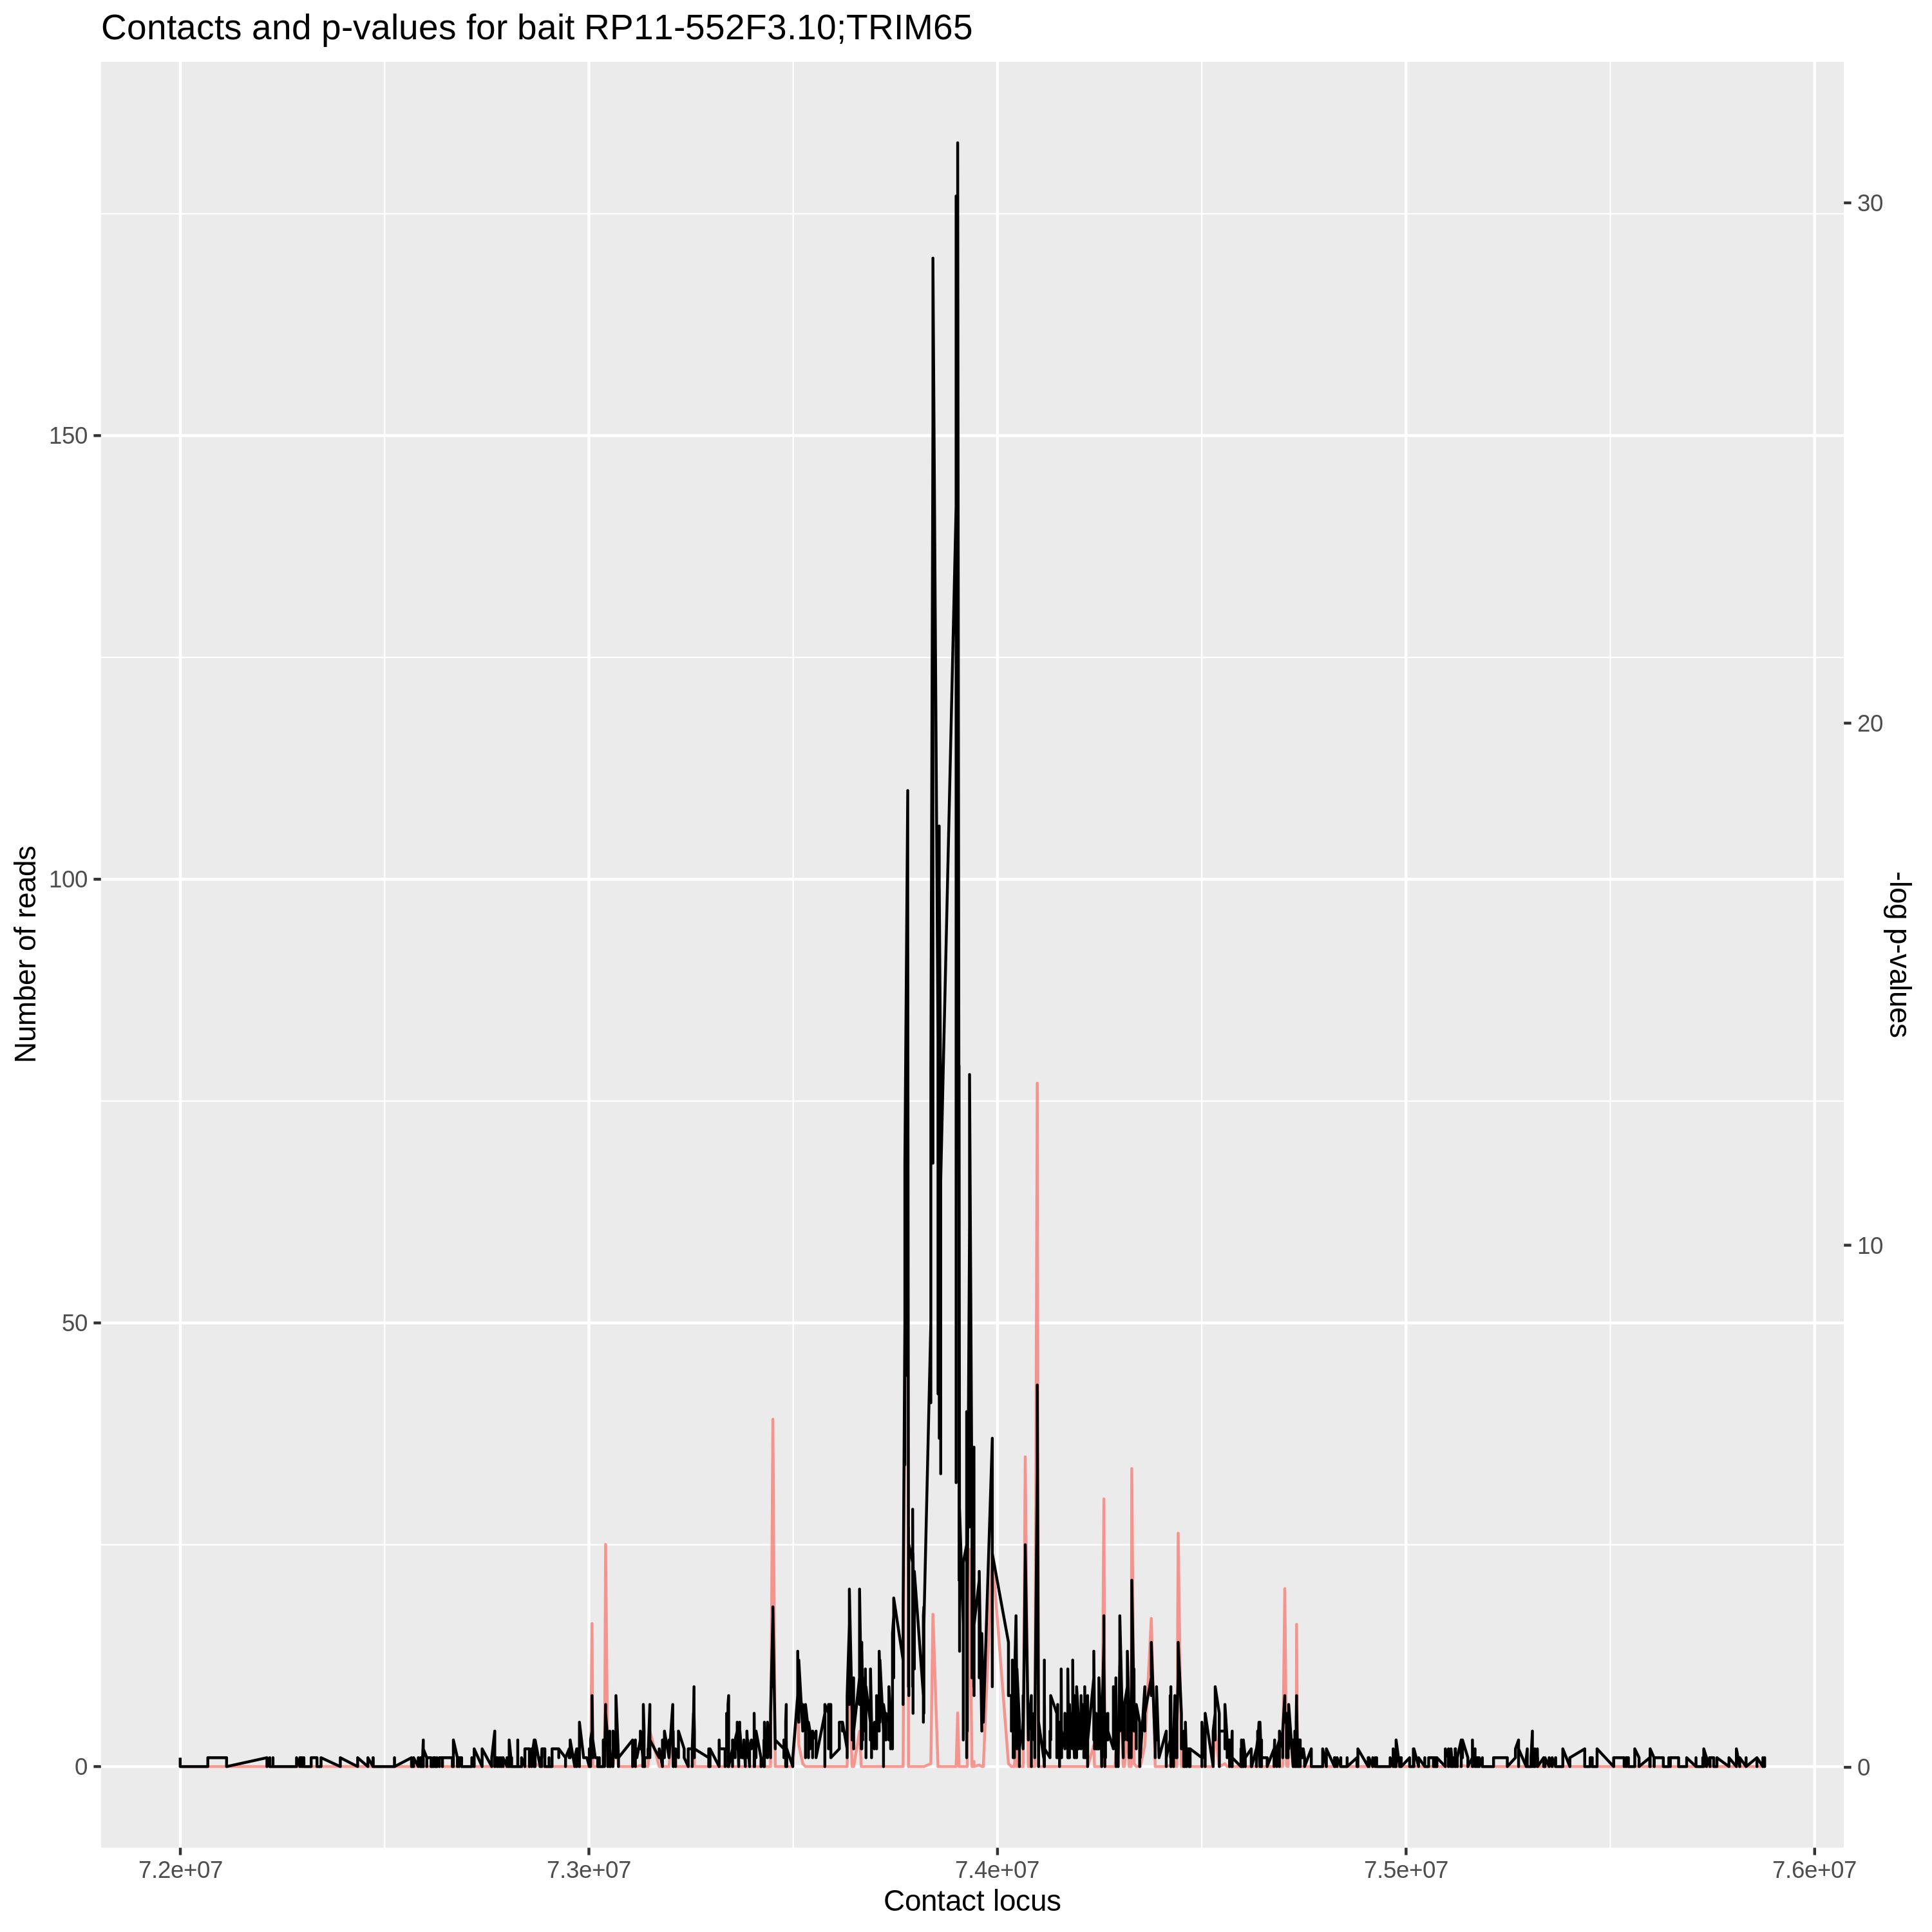 Contacts and p-values for bait RP11-552F3.10;TRIM65
Number of reads
150
100
50
0
30
20
10
0
-log p-values
7.2e+07 7.3e+07 7.4e+07 7.5e+07 7.6e+07
Contact locus